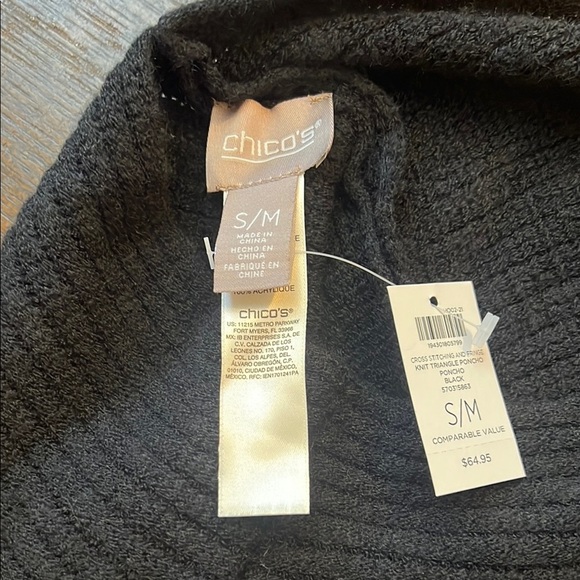 chico's®
S/M
MADE IN
CHINA
HECHO EN
CHINA
FABRIQUÉ EN
CHINE
E
100% ACRYLIQUE
chico's®
US: 11215 METRO PARKWAY
FORT MYERS, FL 33966
MX: IB ENTERPRISES S.A. DE
C.V. CALZADA DE LOS
LEONES NO. 170, PISO 1,
COL. LOS ALPES, DEL.
ÁLVARO OBREGÓN, C.P.
01010, CIUDAD DE MÉXICO,
MÉXICO. RFC: IEN1701241PA
CROSS STITCHING AND FRINGE
KNIT TRIANGLE PONCHO
PONCHO
BLACK
570315863
S/M
COMPARABLE VALUE
$64.95